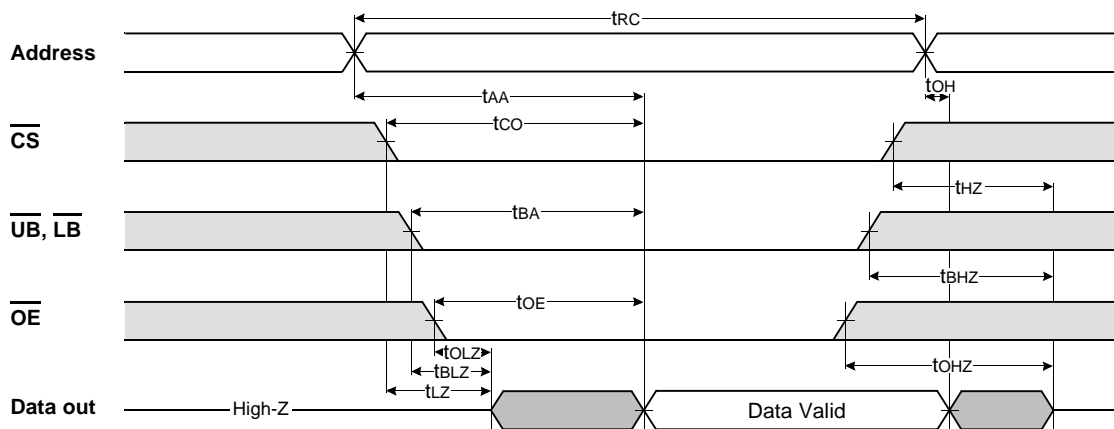 tRC
Address
tOH
tAA
CS
tCO
tHZ
UB, LB
tBA
tBHZ
OE
tOE
tOLZ
tBLZ
tOHZ
tLZ
Data out
High-Z
Data Valid